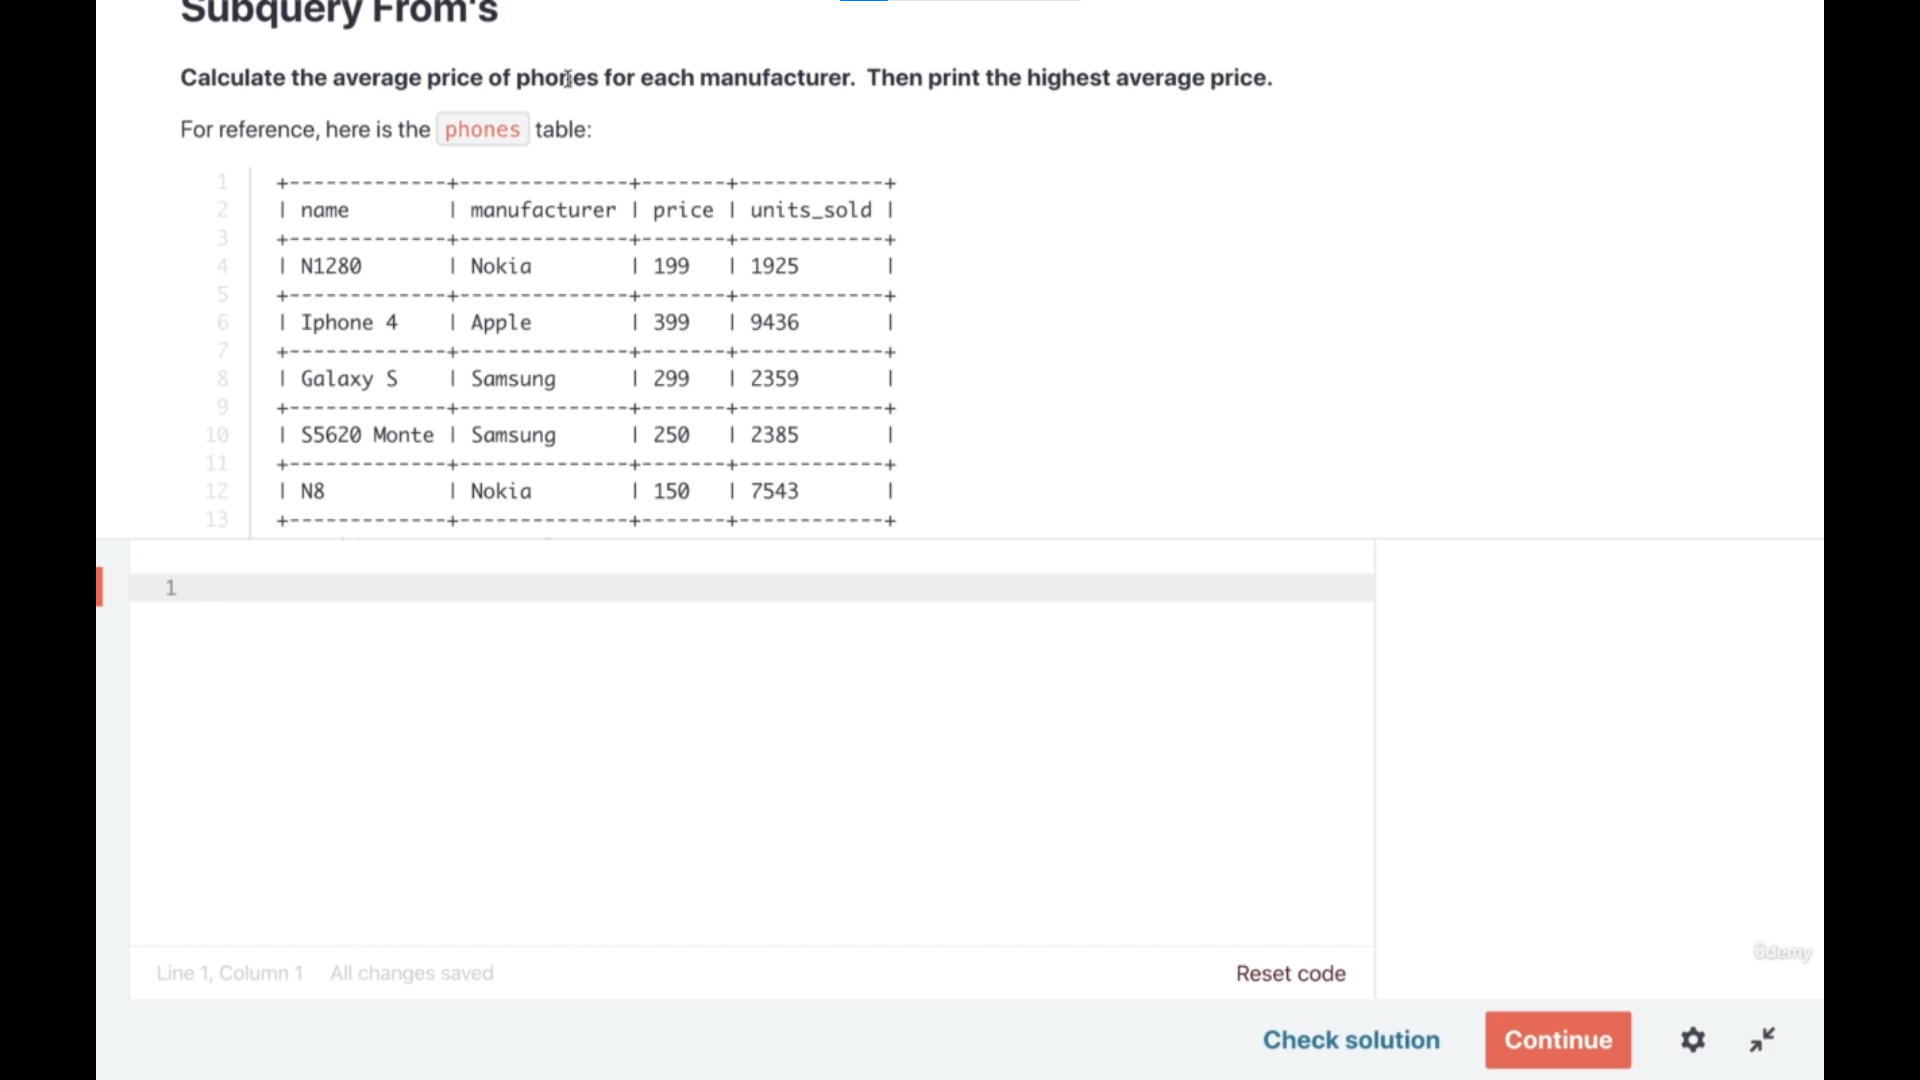 Subquery From's
Calculate the average price of phones for each manufacturer.  Then print the highest average price.
For reference, here is the phones table:
1 +-------------+--------------+-------+------------+
2 | name        | manufacturer | price | units_sold |
3 +-------------+--------------+-------+------------+
4 | N1280       | Nokia        | 199   | 1925       |
5 +-------------+--------------+-------+------------+
6 | Iphone 4    | Apple        | 399   | 9436       |
7 +-------------+--------------+-------+------------+
8 | Galaxy S    | Samsung      | 299   | 2359       |
9 +-------------+--------------+-------+------------+
10 | S5620 Monte | Samsung      | 250   | 2385       |
11 +-------------+--------------+-------+------------+
12 | N8          | Nokia        | 150   | 7543       |
13 +-------------+--------------+-------+------------+
1
Line 1, Column 1 All changes saved Reset code
Check solution Continue
ûdemy